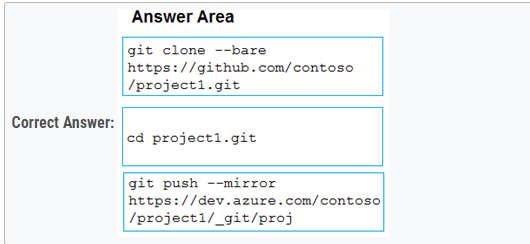 Answer Area
git clone --bare
https://github.com/contoso
/project1.git
Correct Answer:
cd project1.git
git push --mirror
https://dev.azure.com/contoso
/project1/_git/proj